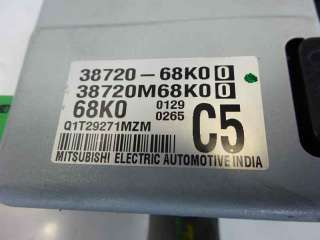 38720-68K00
38720M68K00
68K0 0129
0265 C5
Q1T29271MZM
MITSUBISHI ELECTRIC AUTOMOTIVE INDIA